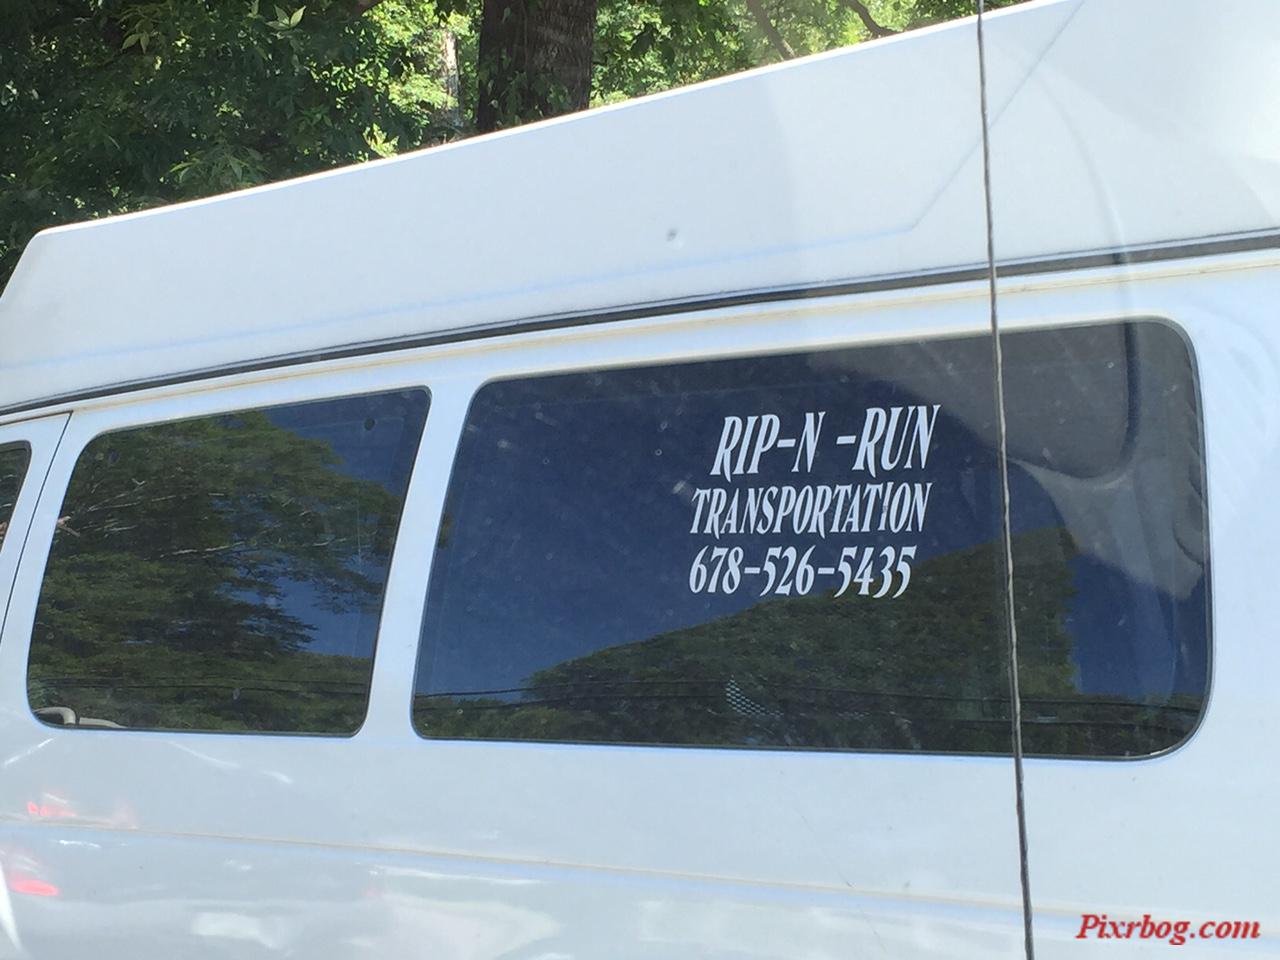 RIP-N -RUN
TRANSPORTATION
678-526-5435
Pixrbog.com